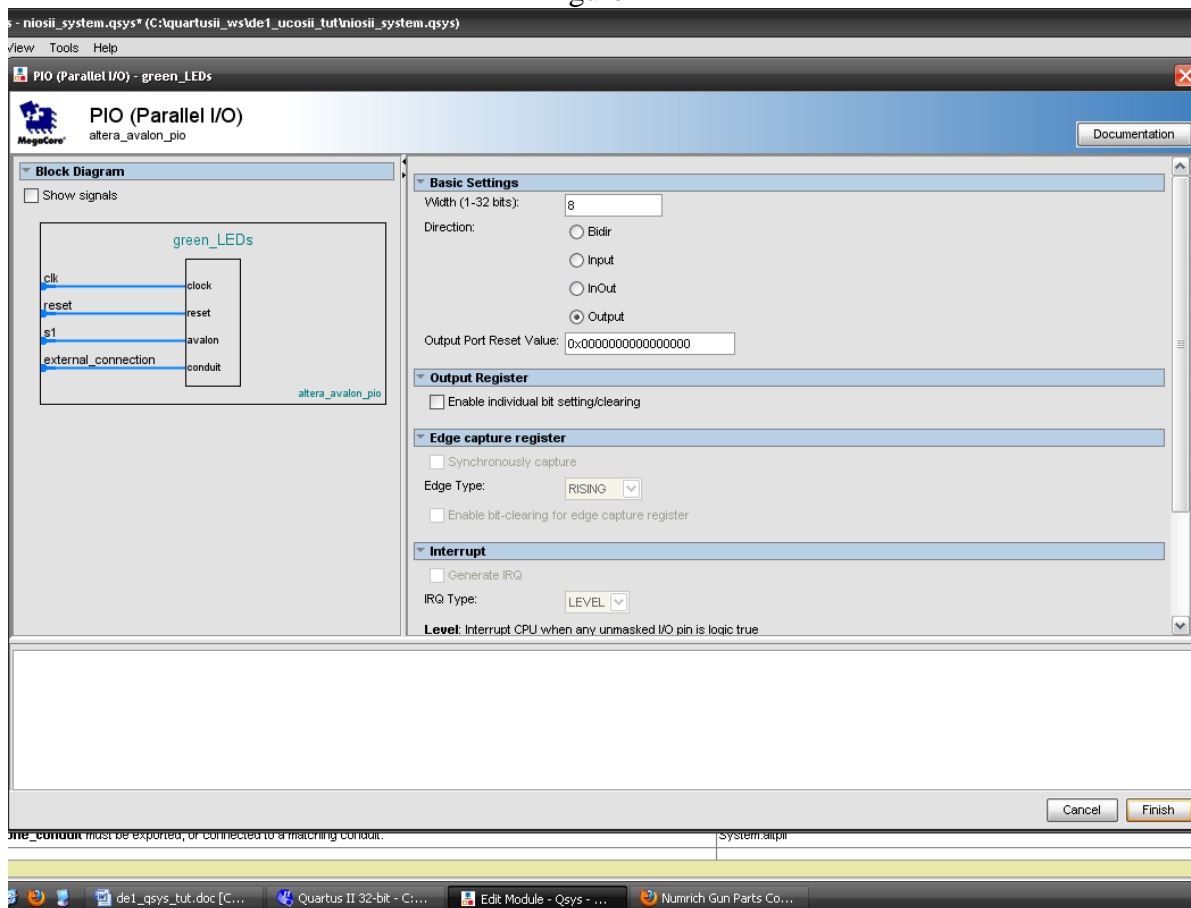 s - niosii_system.qsys* (C:\quartusii_ws\de1_ucosii_tut\niosii_system.qsys)
View Tools Help
PIO (Parallel I/O) - green_LEDs
MegaCore®
PIO (Parallel I/O)
altera_avalon_pio
Documentation
Block Diagram
Show signals
green_LEDs
clk
clock
reset
reset
s1
avalon
external_connection
conduit
altera_avalon_pio
Basic Settings
Width (1-32 bits): 8
Direction: Bidir
Input
InOut
Output
Output Port Reset Value: 0x0000000000000000
Output Register
Enable individual bit setting/clearing
Edge capture register
Synchronously capture
Edge Type: RISING
Enable bit-clearing for edge capture register
Interrupt
Generate IRQ
IRQ Type: LEVEL
Level: Interrupt CPU when any unmasked I/O pin is logic true
Cancel Finish
must be exported, or connected to a matching conduit.
de1_qsys_tut.doc [C... Quartus II 32-bit - C:... Edit Module - Qsys - ... Numrich Gun Parts Co...